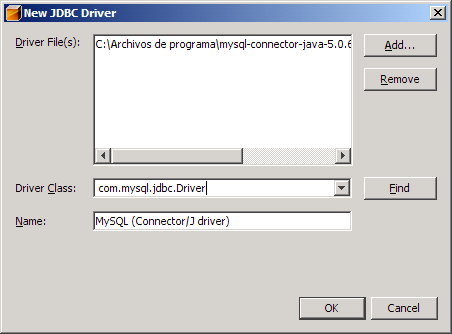 New JDBC Driver
Driver File(s):
C:\Archivos de programa\mysql-connector-java-5.0.6
Add...
Remove
Driver Class:
com.mysql.jdbc.Driver
Find
Name:
MySQL (Connector/J driver)
OK
Cancel